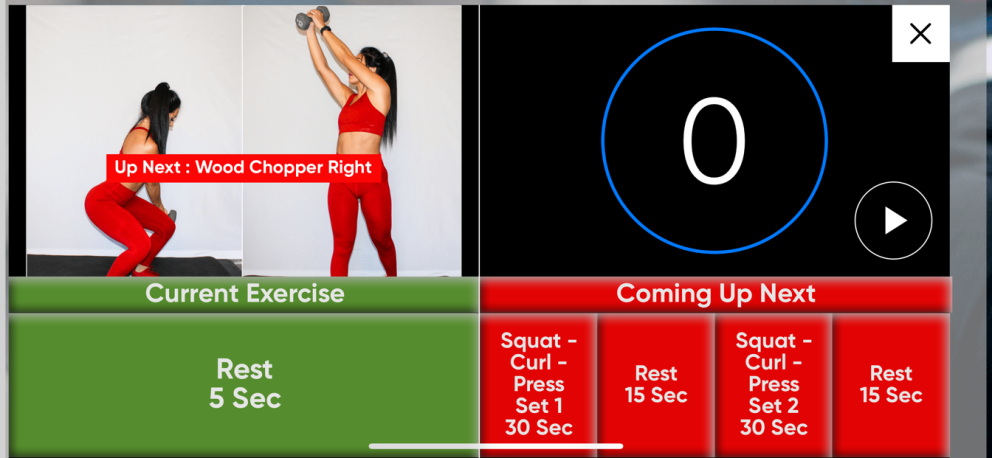 Up Next : Wood Chopper Right
0
Current Exercise
Coming Up Next
Rest
5 Sec
Squat -
Curl -
Press
Set 1
30 Sec
Rest
15 Sec
Squat -
Curl -
Press
Set 2
30 Sec
Rest
15 Sec